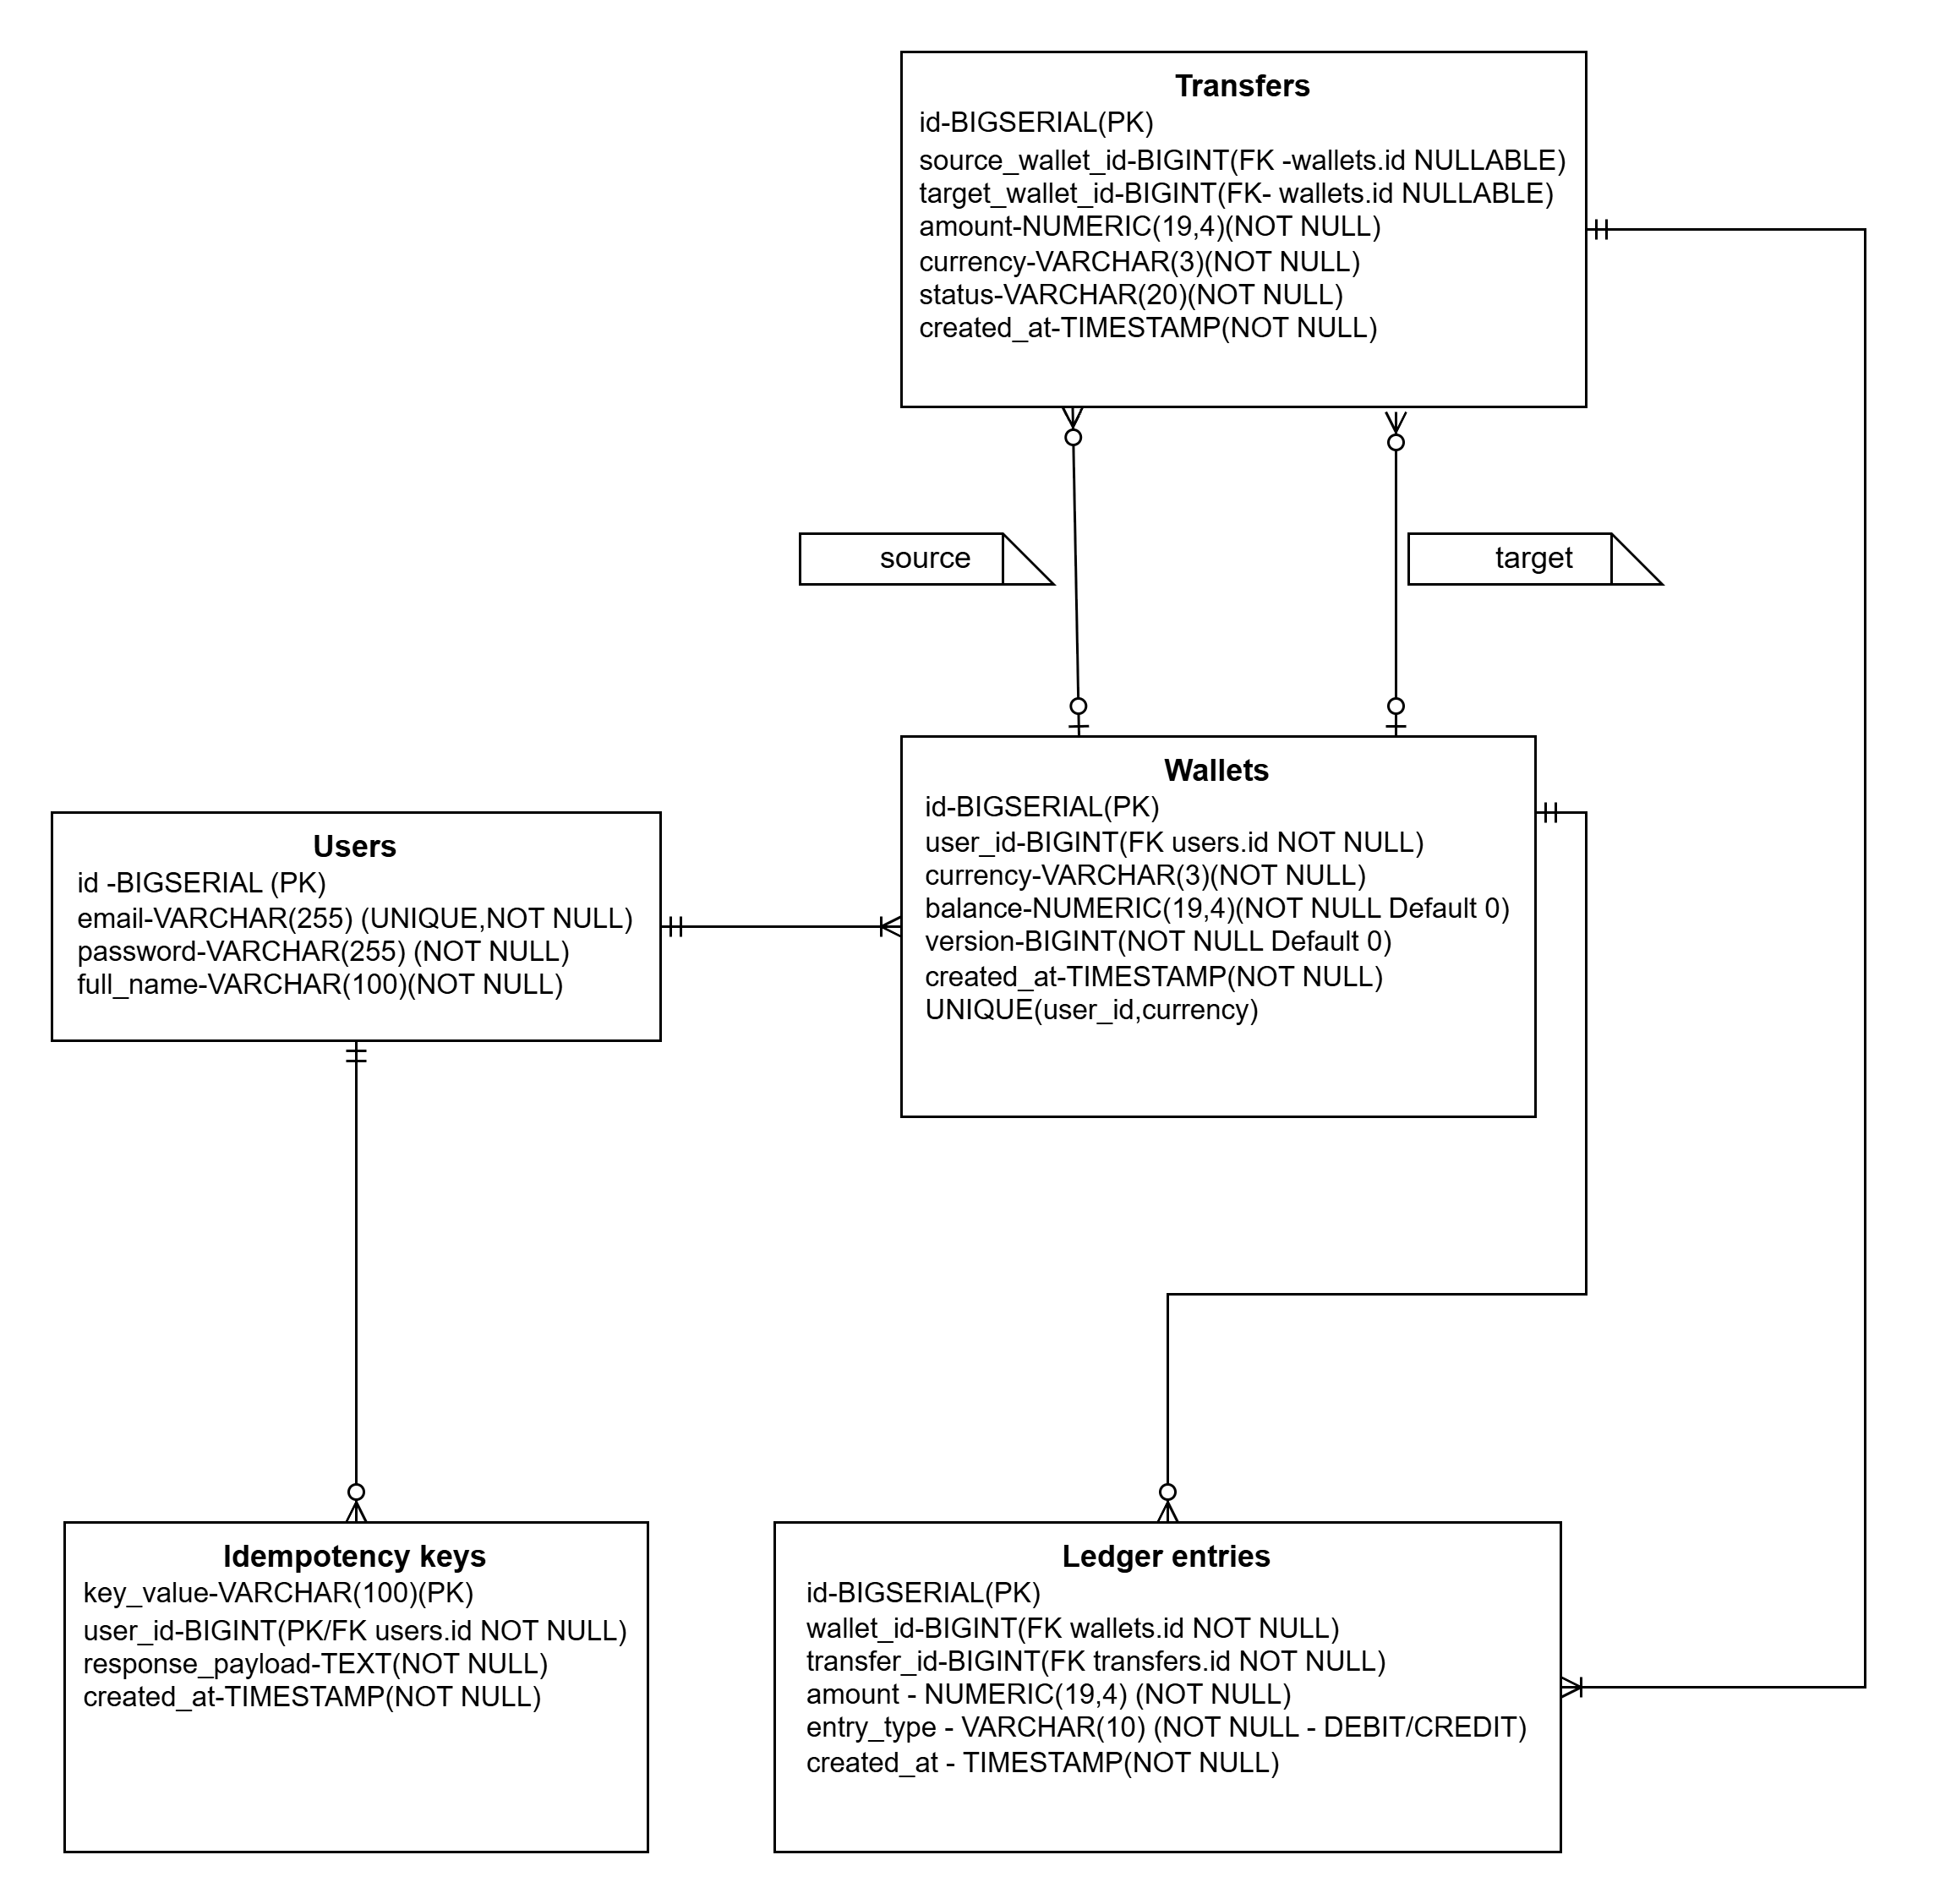 Transfers
id-BIGSERIAL(PK)
source_wallet_id-BIGINT(FK -wallets.id NULLABLE)
target_wallet_id-BIGINT(FK- wallets.id NULLABLE)
amount-NUMERIC(19,4)(NOT NULL)
currency-VARCHAR(3)(NOT NULL)
status-VARCHAR(20)(NOT NULL)
created_at-TIMESTAMP(NOT NULL)
source
target
Wallets
id-BIGSERIAL(PK)
user_id-BIGINT(FK users.id NOT NULL)
currency-VARCHAR(3)(NOT NULL)
balance-NUMERIC(19,4)(NOT NULL Default 0)
version-BIGINT(NOT NULL Default 0)
created_at-TIMESTAMP(NOT NULL)
UNIQUE(user_id,currency)
Users
id -BIGSERIAL (PK)
email-VARCHAR(255) (UNIQUE,NOT NULL)
password-VARCHAR(255) (NOT NULL)
full_name-VARCHAR(100)(NOT NULL)
Idempotency keys
key_value-VARCHAR(100)(PK)
user_id-BIGINT(PK/FK users.id NOT NULL)
response_payload-TEXT(NOT NULL)
created_at-TIMESTAMP(NOT NULL)
Ledger entries
id-BIGSERIAL(PK)
wallet_id-BIGINT(FK wallets.id NOT NULL)
transfer_id-BIGINT(FK transfers.id NOT NULL)
amount - NUMERIC(19,4) (NOT NULL)
entry_type - VARCHAR(10) (NOT NULL - DEBIT/CREDIT)
created_at - TIMESTAMP(NOT NULL)